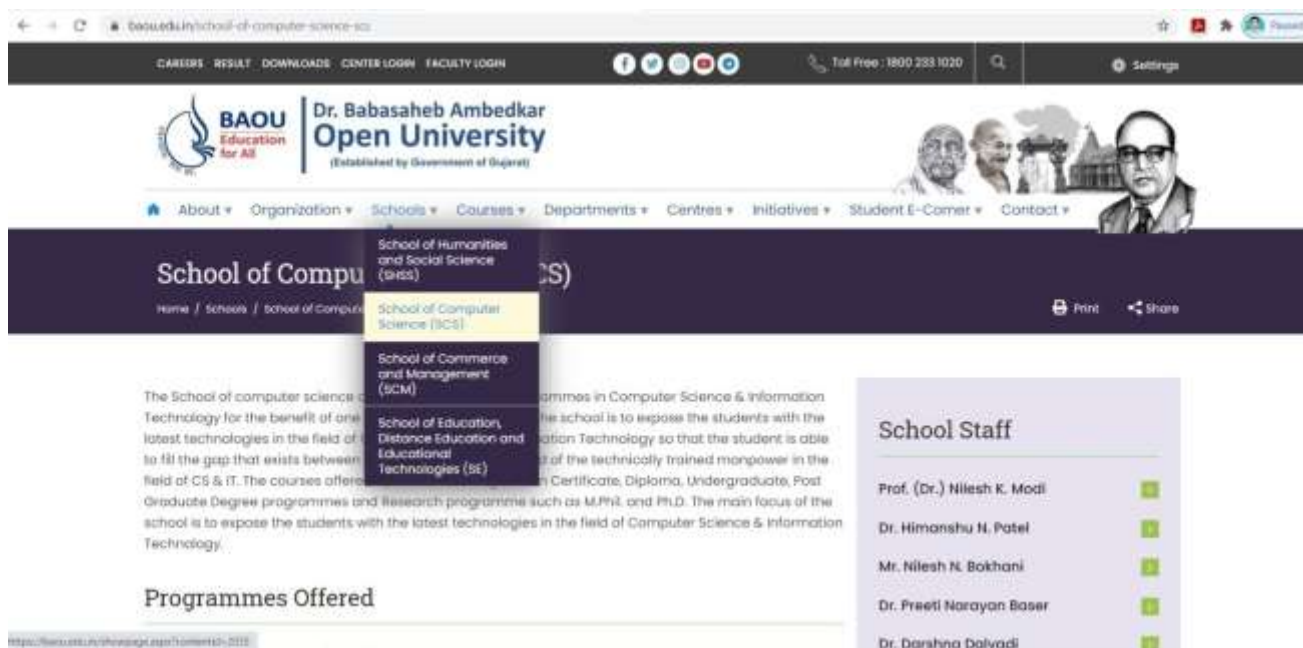 baou.edu.in/school-of-computer-science-scs
Paused
CAREERS RESULT DOWNLOADS CENTER LOGIN FACULTY LOGIN
Toll Free : 1800 233 1020
Settings
BAOU
Education
for All
Dr. Babasaheb Ambedkar
Open University
(Established by Government of Gujarat)
About Organization Schools Courses Departments Centres Initiatives Student E-Corner Contact
School of Compu CS)
Home / Schools / School of Compu
Print Share
School of Humanities
and Social Science
(SHSS)
School of Computer
Science (SCS)
School of Commerce
and Management
(SCM)
School of Education,
Distance Education and
Educational
Technologies (SE)
The School of computer science ammes in Computer Science & Information
Technology for the benefit of one he school is to expose the students with the
latest technologies in the field of ation Technology so that the student is able
to fill the gap that exists between d of the technically trained manpower in the
field of CS & IT. The courses offere n Certificate, Diploma, Undergraduate, Post
Graduate Degree programmes and Research programme such as M.Phil. and Ph.D. The main focus of the
school is to expose the students with the latest technologies in the field of Computer Science & Information
Technology.
Programmes Offered
School Staff
Prof. (Dr.) Nilesh K. Modi
Dr. Himanshu N. Patel
Mr. Nilesh N. Bokhani
Dr. Preeti Narayan Baser
Dr. Darshna Dalvadi